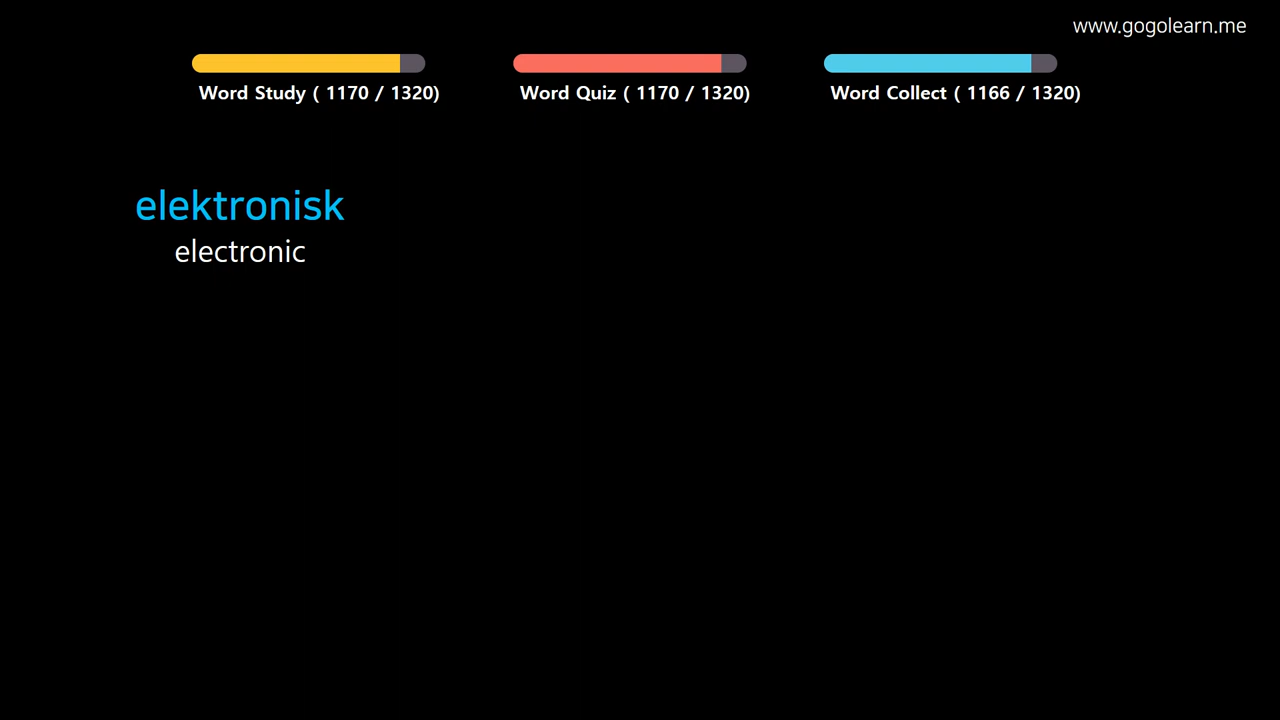 www.gogolearn.me
Word Study ( 1170 / 1320)
Word Quiz ( 1170 / 1320)
Word Collect ( 1166 / 1320)
elektronisk
electronic